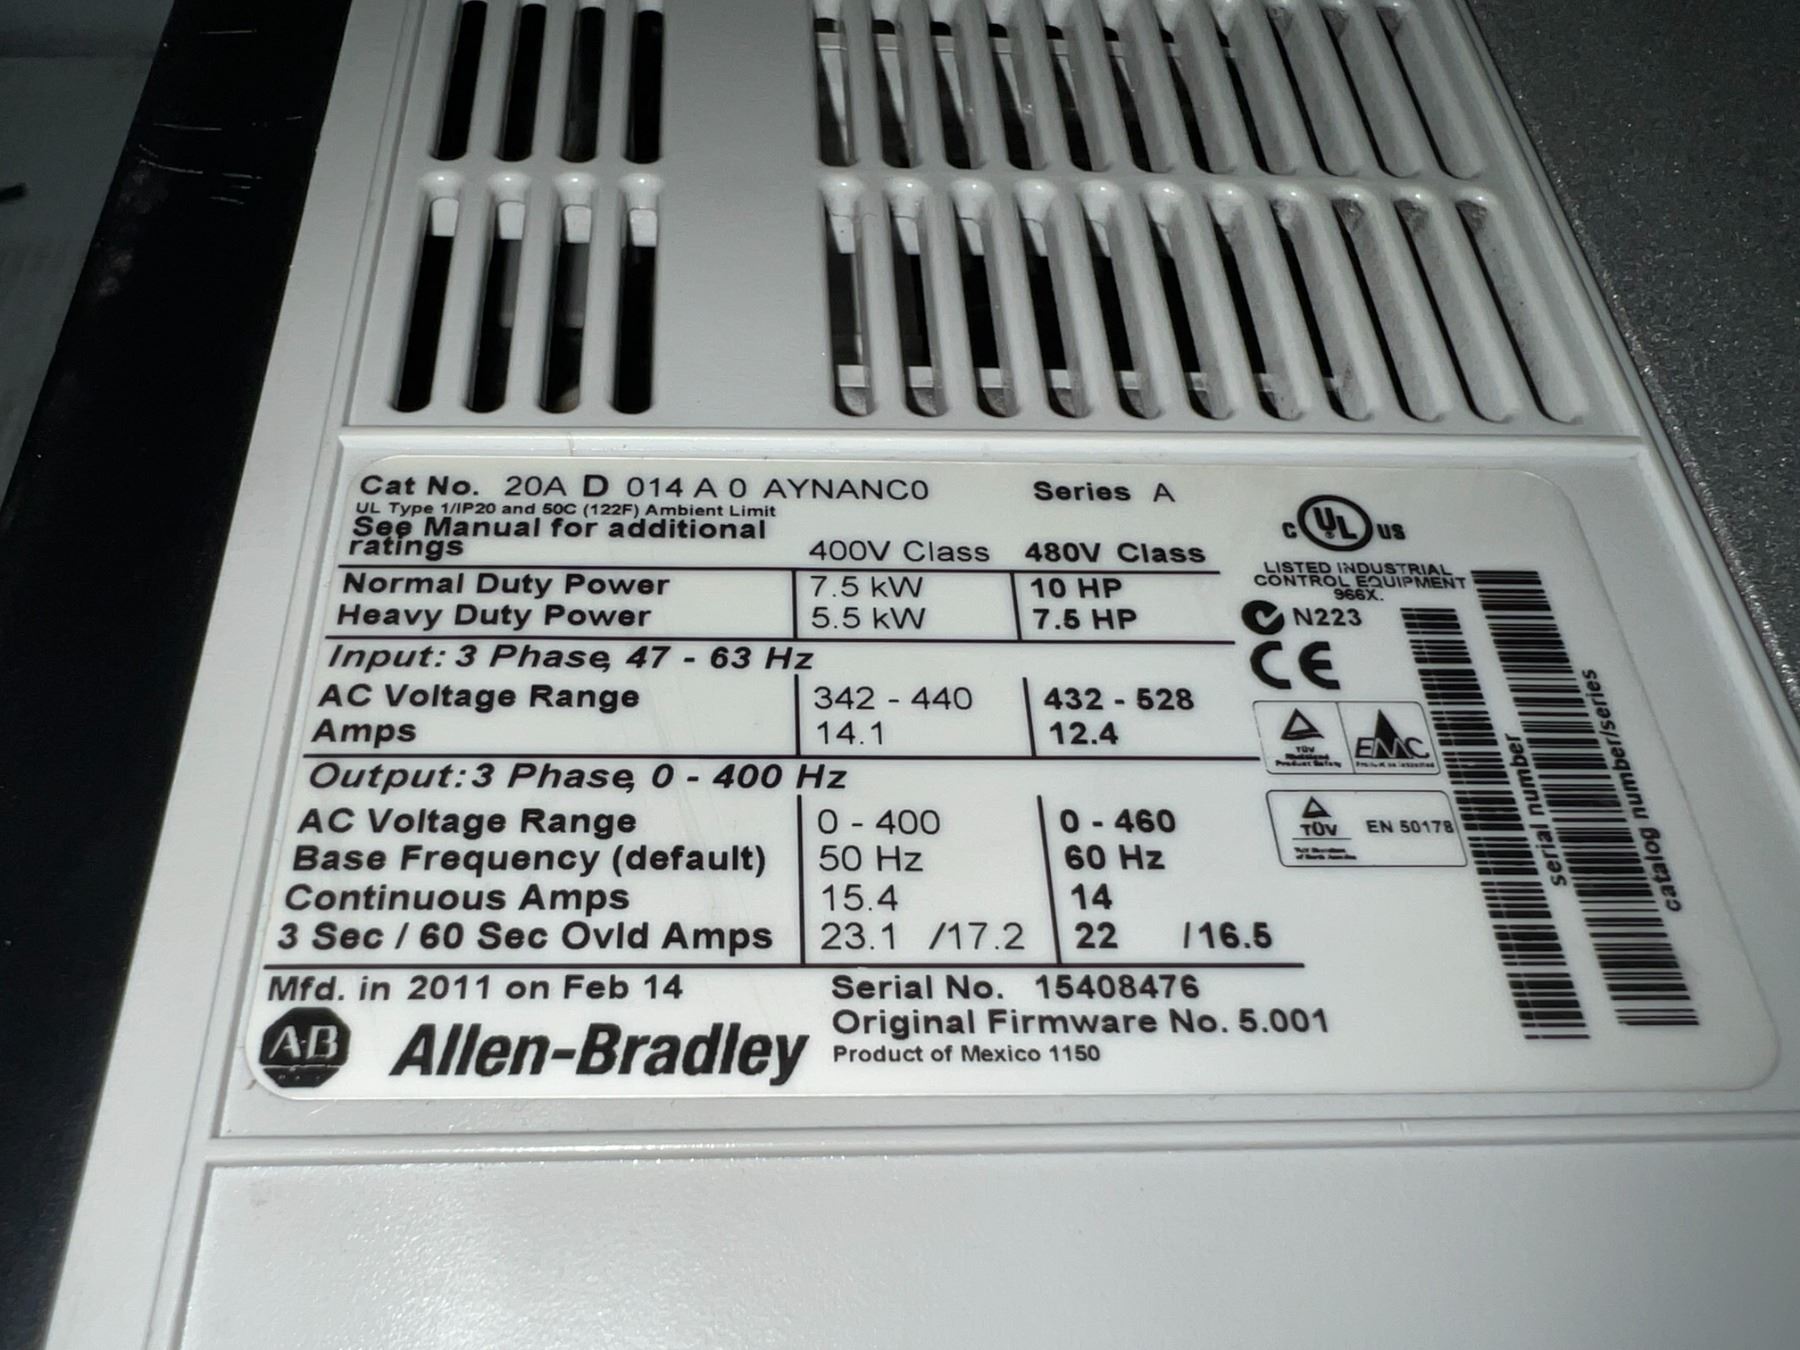 Cat No. 20A D 014 A 0 AYNANC0 Series A
UL Type 1/IP20 and 50C (122F) Ambient Limit
See Manual for additional
ratings 400V Class 480V Class
Normal Duty Power 7.5 kW 10 HP
Heavy Duty Power 5.5 kW 7.5 HP
Input: 3 Phase, 47 - 63 Hz
AC Voltage Range 342 - 440 432 - 528
Amps 14.1 12.4
Output: 3 Phase, 0 - 400 Hz
AC Voltage Range 0 - 400 0 - 460
Base Frequency (default) 50 Hz 60 Hz
Continuous Amps 15.4 14
3 Sec / 60 Sec Ovld Amps 23.1 /17.2 22 /16.5
Mfd. in 2011 on Feb 14 Serial No. 15408476
Original Firmware No. 5.001
A-B Allen-Bradley Product of Mexico 1150
C UL US
LISTED INDUSTRIAL
CONTROL EQUIPMENT
966X.
N223
CE
TÜV
Product Safety
EMC
TÜV EN 50178
serial number
catalog number/series